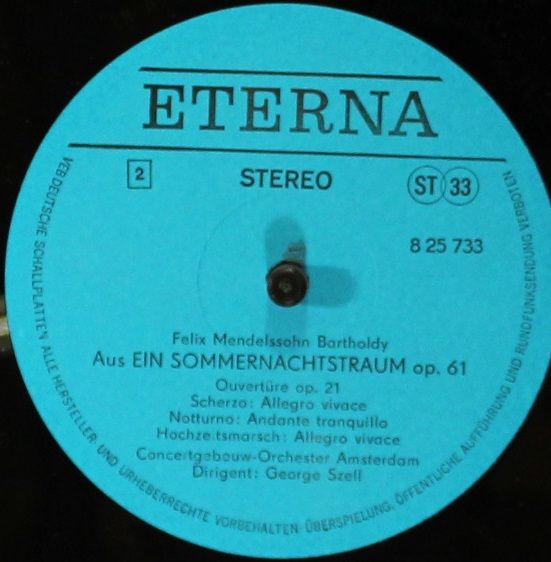 ETERNA
2
STEREO
ST 33
8 25 733
Felix Mendelssohn Bartholdy
Aus EIN SOMMERNACHTSTRAUM op. 61
Ouvertüre op. 21
Scherzo: Allegro vivace
Notturno: Andante tranquillo
Hochzeitsmarsch: Allegro vivace
Concertgebouw-Orchester Amsterdam
Dirigent: George Szell
VEB DEUTSCHE SCHALLPLATTEN ALLE HERSTELLER- UND URHEBERRECHTE VORBEHALTEN. ÜBERSPIELUNG, ÖFFENTLICHE AUFFÜHRUNG UND RUNDFUNKSENDUNG VERBOTEN